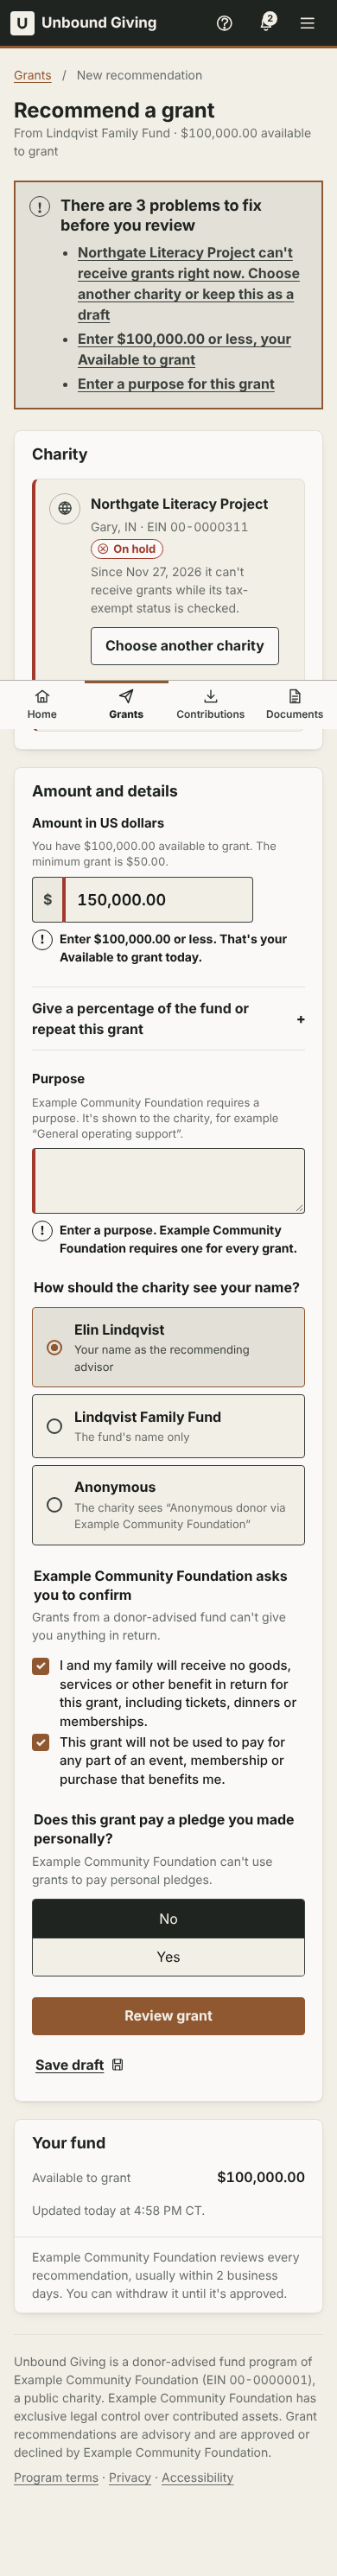 U Unbound Giving 2
Grants / New recommendation
Recommend a grant
From Lindqvist Family Fund · $100,000.00 available
to grant
! There are 3 problems to fix
before you review
• Northgate Literacy Project can't
receive grants right now. Choose
another charity or keep this as a
draft
• Enter $100,000.00 or less, your
Available to grant
• Enter a purpose for this grant
Charity
Northgate Literacy Project
Gary, IN · EIN 00-0000311
On hold
Since Nov 27, 2026 it can't
receive grants while its tax-
exempt status is checked.
Choose another charity
Home Grants Contributions Documents
Amount and details
Amount in US dollars
You have $100,000.00 available to grant. The
minimum grant is $50.00.
$ 150,000.00
! Enter $100,000.00 or less. That's your
Available to grant today.
Give a percentage of the fund or
repeat this grant +
Purpose
Example Community Foundation requires a
purpose. It's shown to the charity, for example
“General operating support”.
! Enter a purpose. Example Community
Foundation requires one for every grant.
How should the charity see your name?
Elin Lindqvist
Your name as the recommending
advisor
Lindqvist Family Fund
The fund's name only
Anonymous
The charity sees “Anonymous donor via
Example Community Foundation”
Example Community Foundation asks
you to confirm
Grants from a donor-advised fund can't give
you anything in return.
I and my family will receive no goods,
services or other benefit in return for
this grant, including tickets, dinners or
memberships.
This grant will not be used to pay for
any part of an event, membership or
purchase that benefits me.
Does this grant pay a pledge you made
personally?
Example Community Foundation can't use
grants to pay personal pledges.
No
Yes
Review grant
Save draft
Your fund
Available to grant $100,000.00
Updated today at 4:58 PM CT.
Example Community Foundation reviews every
recommendation, usually within 2 business
days. You can withdraw it until it's approved.
Unbound Giving is a donor-advised fund program of
Example Community Foundation (EIN 00-0000001),
a public charity. Example Community Foundation has
exclusive legal control over contributed assets. Grant
recommendations are advisory and are approved or
declined by Example Community Foundation.
Program terms · Privacy · Accessibility